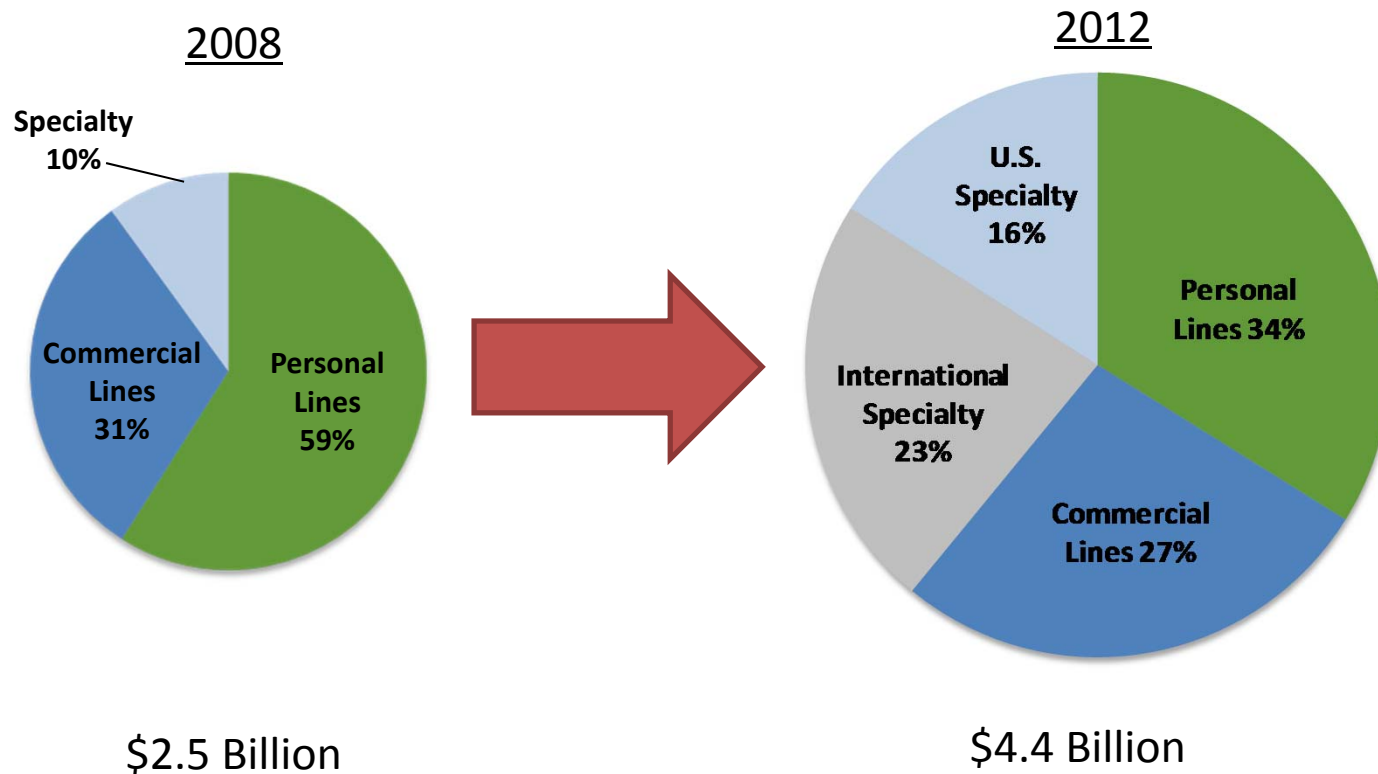 2008
Specialty
10%
Commercial
Lines
31%
Personal
Lines
59%
$2.5 Billion
2012
U.S.
Specialty
16%
Personal
Lines 34%
International
Specialty
23%
Commercial
Lines 27%
$4.4 Billion